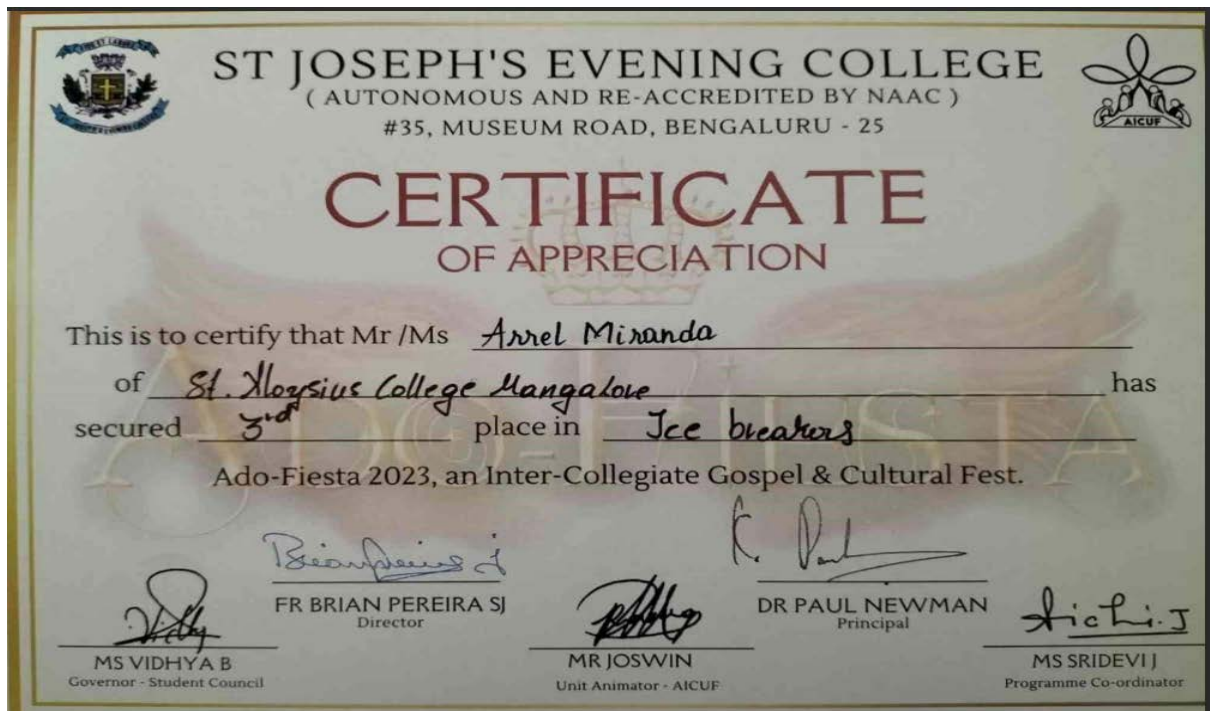 ST JOSEPH'S EVENING COLLEGE
( AUTONOMOUS AND RE-ACCREDITED BY NAAC )
#35, MUSEUM ROAD, BENGALURU - 25
AICUF
CERTIFICATE
OF APPRECIATION
This is to certify that Mr /Ms Arrel Miranda
of St. Aloysius College Mangalore has
secured 3rd place in Ice breakers
ADO-FIESTA
Ado-Fiesta 2023, an Inter-Collegiate Gospel & Cultural Fest.
FR BRIAN PEREIRA SJ
Director
DR PAUL NEWMAN
Principal
MS VIDHYA B
Governor - Student Council
MR JOSWIN
Unit Animator - AICUF
MS SRIDEVI J
Programme Co-ordinator